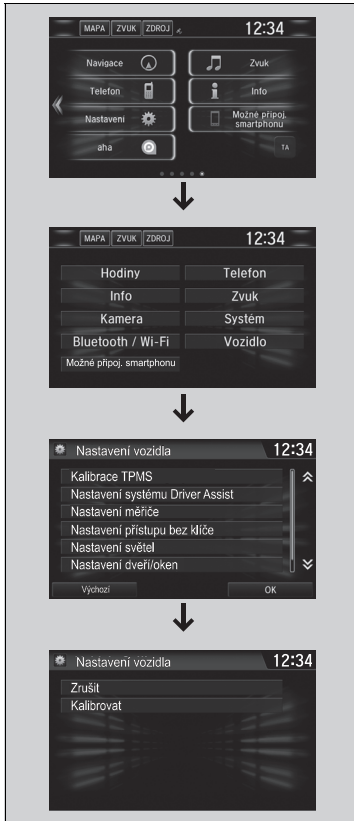 MAPA ZVUK ZDROJ 12:34
Navigace Zvuk
Telefon Info
Nastavení Možné připoj. smartphonu
aha TA
MAPA ZVUK ZDROJ 12:34
Hodiny Telefon
Info Zvuk
Kamera Systém
Bluetooth / Wi-Fi Vozidlo
Možné připoj. smartphonu
Nastavení vozidla 12:34
Kalibrace TPMS
Nastavení systému Driver Assist
Nastavení měřiče
Nastavení přístupu bez klíče
Nastavení světel
Nastavení dveří/oken
Výchozí OK
Nastavení vozidla 12:34
Zrušit
Kalibrovat